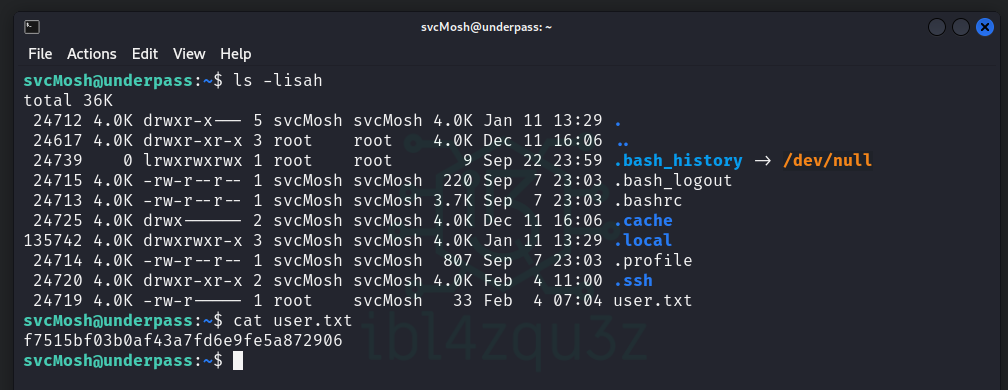 svcMosh@underpass: ~
File Actions Edit View Help
svcMosh@underpass:~$ ls -lisah
total 36K
 24712 4.0K drwxr-x--- 5 svcMosh svcMosh 4.0K Jan 11 13:29 .
 24617 4.0K drwxr-xr-x 3 root    root    4.0K Dec 11 16:06 ..
 24739    0 lrwxrwxrwx 1 root    root       9 Sep 22 23:59 .bash_history -> /dev/null
 24715 4.0K -rw-r--r-- 1 svcMosh svcMosh  220 Sep  7 23:03 .bash_logout
 24713 4.0K -rw-r--r-- 1 svcMosh svcMosh 3.7K Sep  7 23:03 .bashrc
 24725 4.0K drwx------ 2 svcMosh svcMosh 4.0K Dec 11 16:06 .cache
135742 4.0K drwxrwxr-x 3 svcMosh svcMosh 4.0K Jan 11 13:29 .local
 24714 4.0K -rw-r--r-- 1 svcMosh svcMosh  807 Sep  7 23:03 .profile
 24720 4.0K drwxr-xr-x 2 svcMosh svcMosh 4.0K Feb  4 11:00 .ssh
 24719 4.0K -rw-r----- 1 root    svcMosh   33 Feb  4 07:04 user.txt
svcMosh@underpass:~$ cat user.txt
f7515bf03b0af43a7fd6e9fe5a872906
svcMosh@underpass:~$
ibl4zqu3z